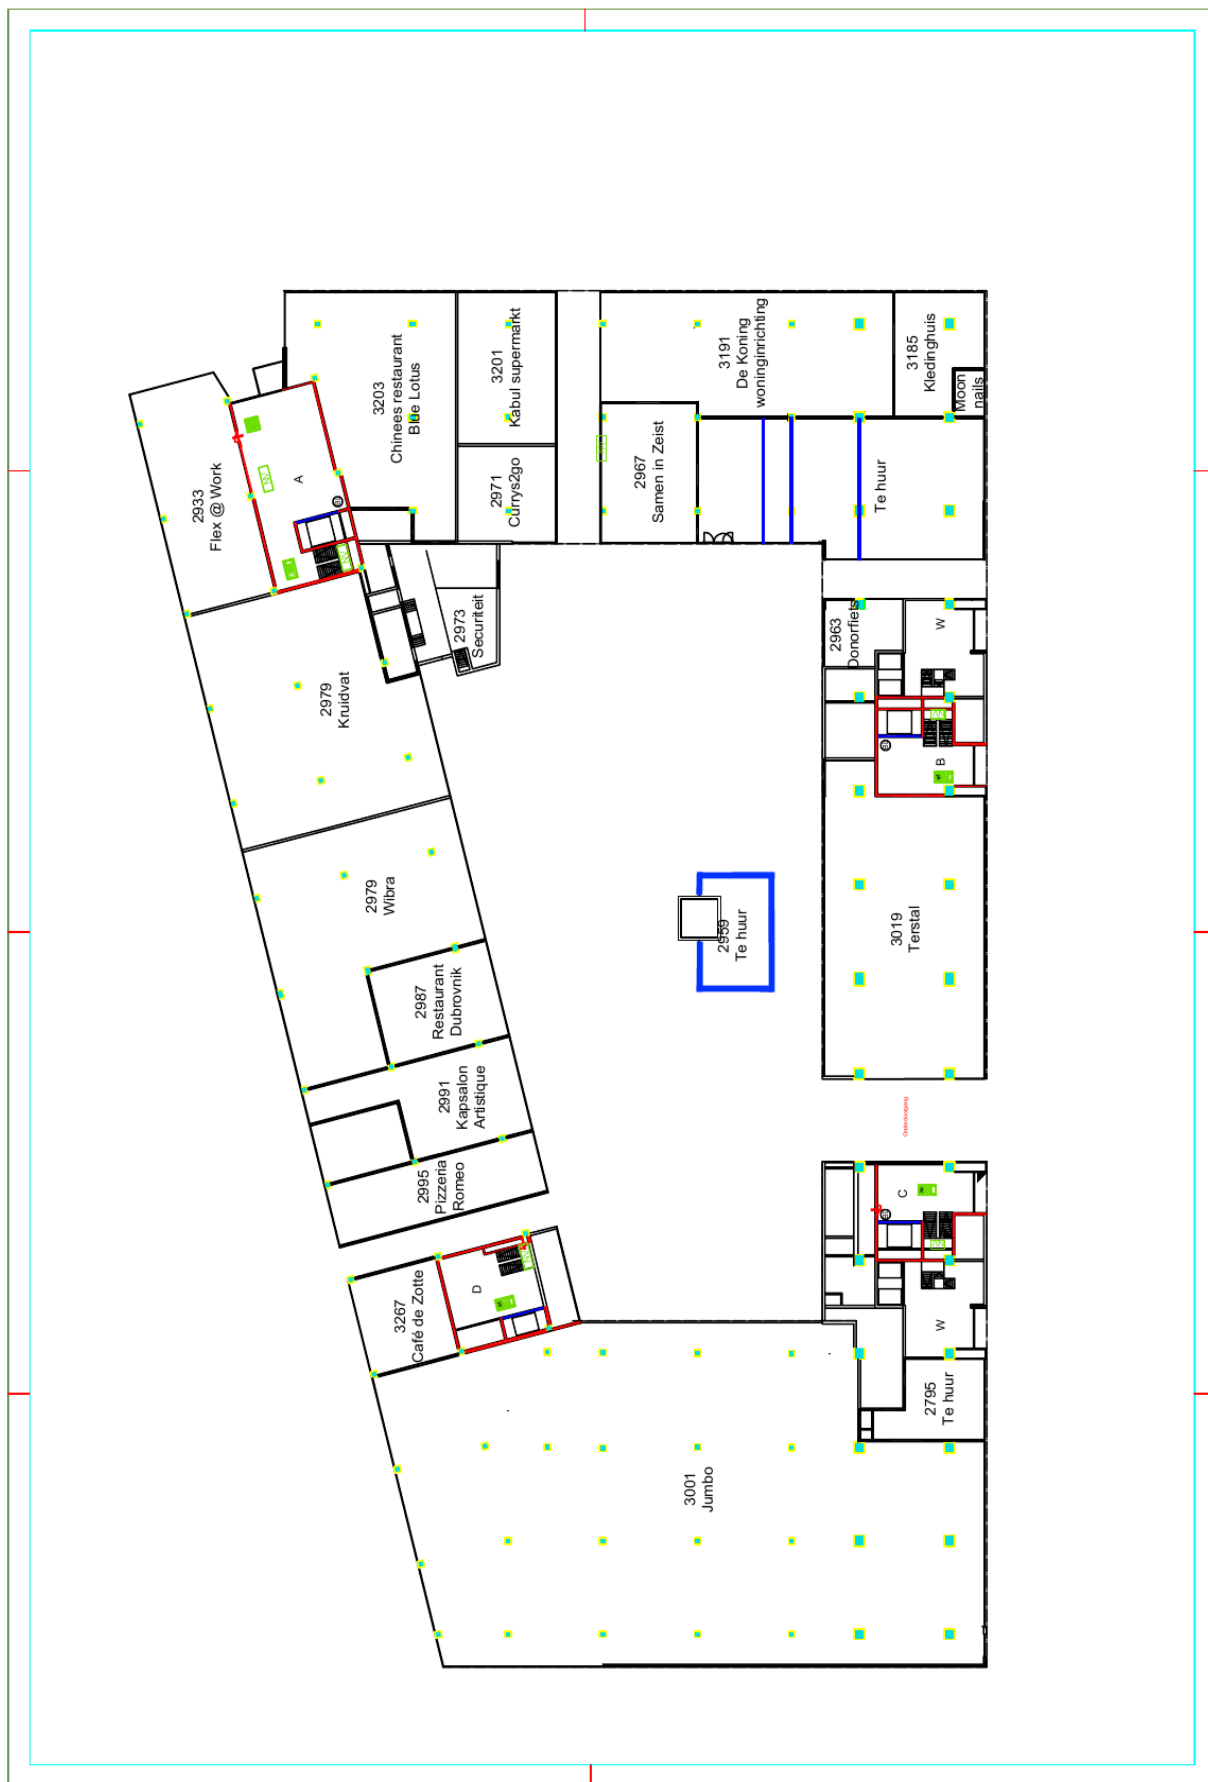 2933
Flex @ Work
A
NV
3203
Chinees restaurant
Blue Lotus
3201
Kabul supermarkt
2971
Currys2go
3191
De Koning
woninginrichting
3185
Kledinghuis
Moon
nails
2967
Samen in Zeist
Te huur
2973
Securiteit
2979
Kruidvat
2963
Donorfiets
W
B
2979
Wibra
2959
Te huur
3019
Terstal
2987
Restaurant
Dubrovnik
2991
Kapsalon
Artistique
2995
Pizzeria
Romeo
Onderdoorgang
C
3267
Café de Zotte
D
W
2795
Te huur
3001
Jumbo